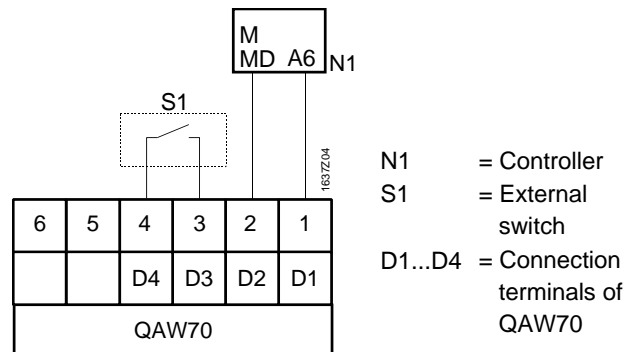 M
MD A6 N1
S1
1637Z04
6 5 4 3 2 1
D4 D3 D2 D1
QAW70
N1 = Controller
S1 = External
switch
D1...D4 = Connection
terminals of
QAW70